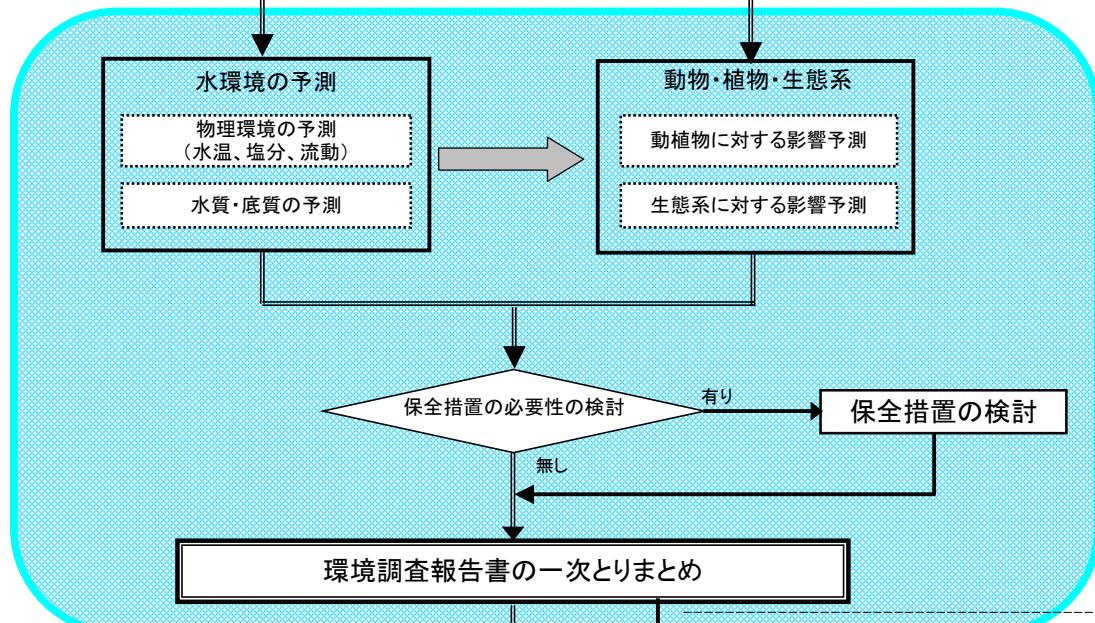 水環境の予測
物理環境の予測
（水温、塩分、流動）
水質・底質の予測
動物・植物・生態系
動植物に対する影響予測
生態系に対する影響予測
保全措置の必要性の検討
有り
保全措置の検討
無し
環境調査報告書の一次とりまとめ